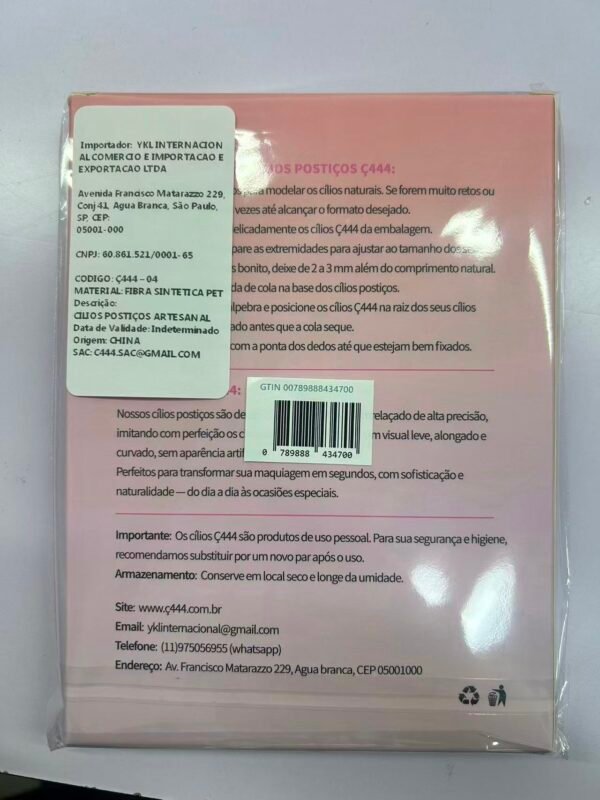 Importador: YKL INTERNACION
AL COMERCIO E IMPORTACAO E
EXPORTACAO LTDA
Avenida Francisco Matarazzo 229,
Conj 41, Agua Branca, São Paulo,
SP, CEP:
05001-000
CNPJ: 60.861.521/0001-65
CODIGO: Ç444 – 04
MATERIAL: FIBRA SINTETICA PET
Descrição:
CILIOS POSTIÇOS ARTESANAL
Data de Validade: Indeterminado
Origem: CHINA
SAC: C444.SAC@GMAIL.COM
POSTIÇOS Ç444:
modelar os cílios naturais. Se forem muito retos ou
vezes até alcançar o formato desejado.
elicadamente os cílios Ç444 da embalagem.
pare as extremidades para ajustar ao tamanho dos
bonito, deixe de 2 a 3 mm além do comprimento natural.
da de cola na base dos cílios postiços.
álpebra e posicione os cílios Ç444 na raiz dos seus cílios
ado antes que a cola seque.
com a ponta dos dedos até que estejam bem fixados.
4:
GTIN 00789888434700
0 789888 434700
Nossos cílios postiços são de relaçado de alta precisão,
imitando com perfeição os c m visual leve, alongado e
curvado, sem aparência artif
Perfeitos para transformar sua maquiagem em segundos, com sofisticação e
naturalidade — do dia a dia às ocasiões especiais.
Importante: Os cílios Ç444 são produtos de uso pessoal. Para sua segurança e higiene,
recomendamos substituir por um novo par após o uso.
Armazenamento: Conserve em local seco e longe da umidade.
Site: www.ç444.com.br
Email: yklinternacional@gmail.com
Telefone: (11)975056955 (whatsapp)
Endereço: Av. Francisco Matarazzo 229, Agua branca, CEP 05001000